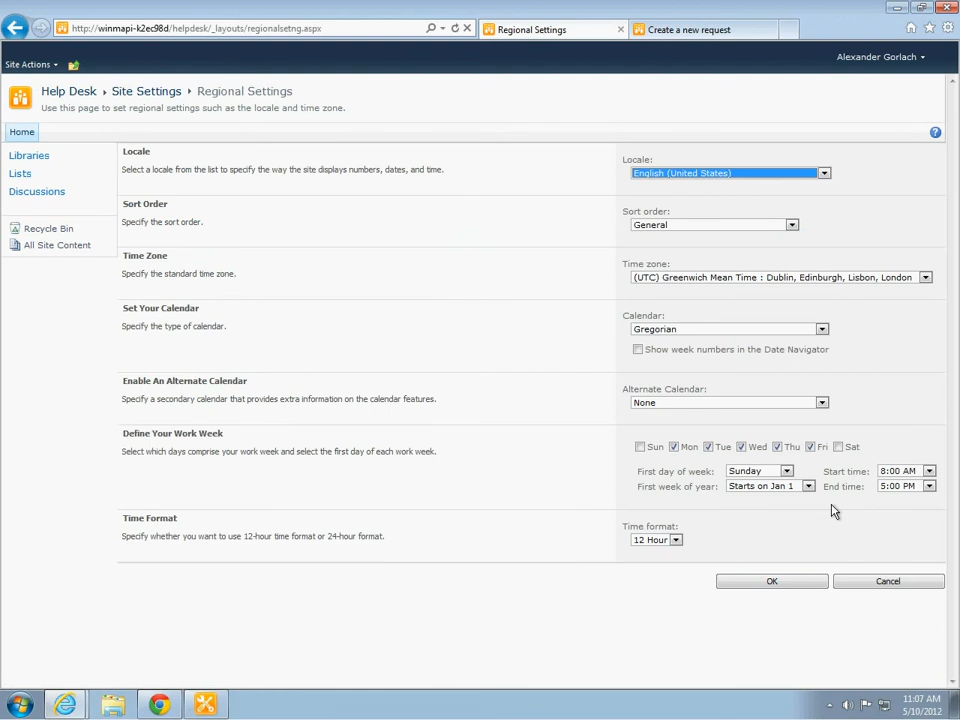 http://winmapi-k2ec98d/helpdesk/_layouts/regionalsetng.aspx
Regional Settings
Create a new request
Site Actions
Alexander Gorlach
Help Desk Site Settings Regional Settings
Use this page to set regional settings such as the locale and time zone.
Home
Libraries
Lists
Discussions
Recycle Bin
All Site Content
Locale
Select a locale from the list to specify the way the site displays numbers, dates, and time.
Locale:
English (United States)
Sort Order
Specify the sort order.
Sort order:
General
Time Zone
Specify the standard time zone.
Time zone:
(UTC) Greenwich Mean Time : Dublin, Edinburgh, Lisbon, London
Set Your Calendar
Specify the type of calendar.
Calendar:
Gregorian
Show week numbers in the Date Navigator
Enable An Alternate Calendar
Specify a secondary calendar that provides extra information on the calendar features.
Alternate Calendar:
None
Define Your Work Week
Select which days comprise your work week and select the first day of each work week.
Sun Mon Tue Wed Thu Fri Sat
First day of week: Sunday Start time: 8:00 AM
First week of year: Starts on Jan 1 End time: 5:00 PM
Time Format
Specify whether you want to use 12-hour time format or 24-hour format.
Time format:
12 Hour
OK Cancel
11:07 AM
5/10/2012